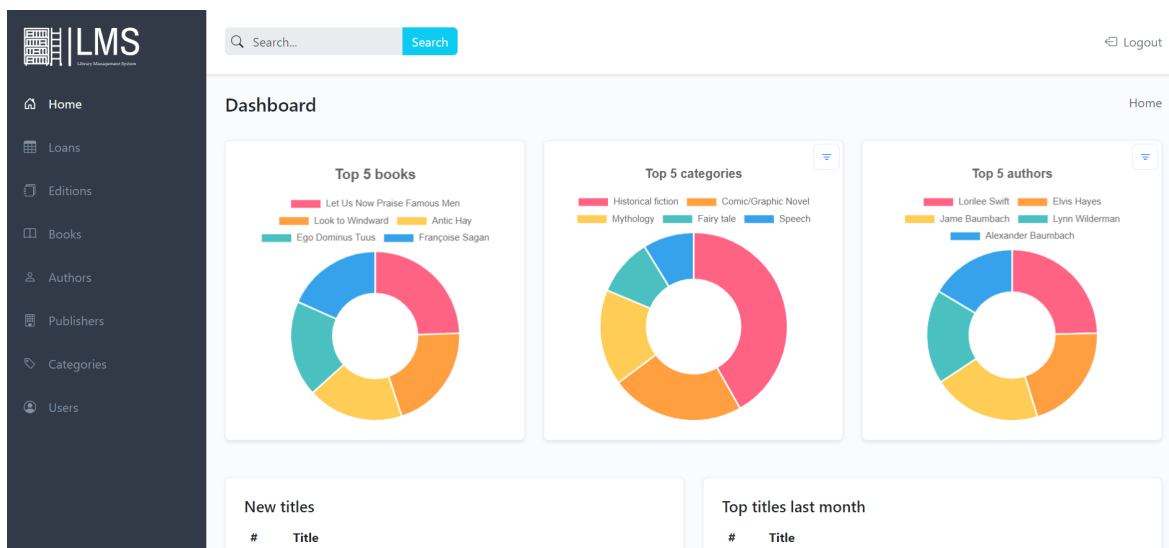 LMS
Library Management System
Search...
Search
Logout
Home
Loans
Editions
Books
Authors
Publishers
Categories
Users
Dashboard
Home
Top 5 books
Let Us Now Praise Famous Men
Look to Windward Antic Hay
Ego Dominus Tuus Françoise Sagan
Top 5 categories
Historical fiction Comic/Graphic Novel
Mythology Fairy tale Speech
Top 5 authors
Lorilee Swift Elvis Hayes
Jame Baumbach Lynn Wilderman
Alexander Baumbach
New titles
# Title
Top titles last month
# Title